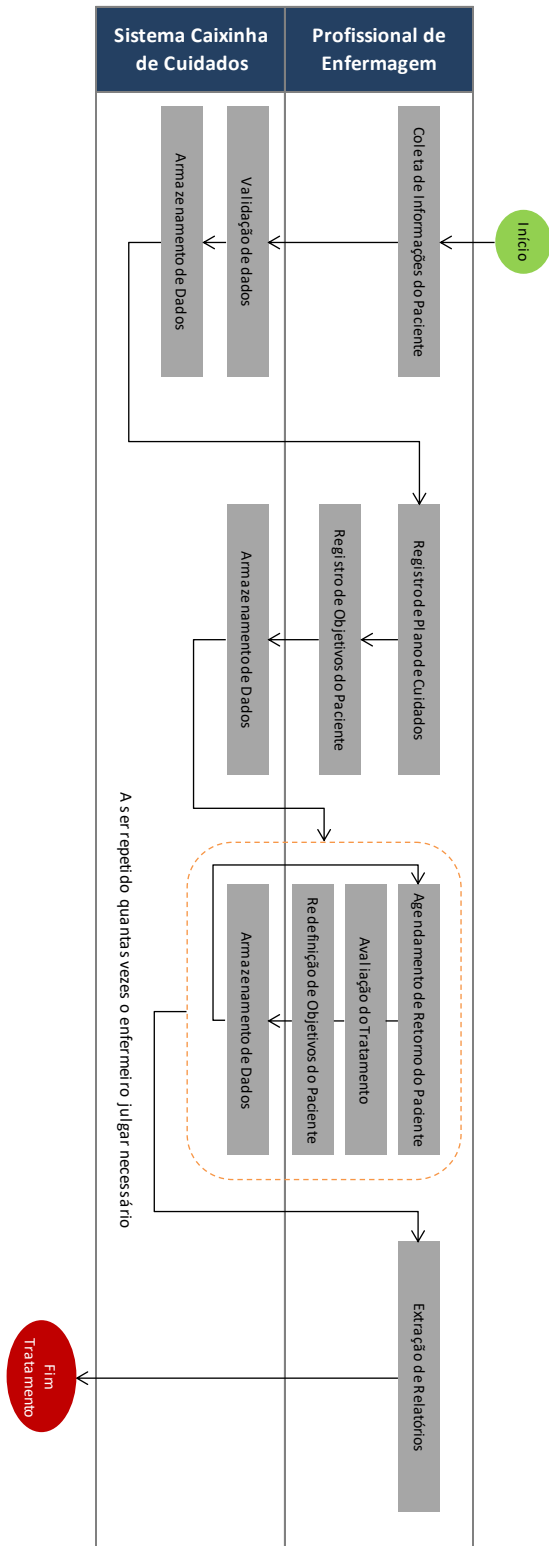 Sistema Caixinha
de Cuidados
Profissional de
Enfermagem
Início
Coleta de Informações do Paciente
Validação de dados
Armazenamento de Dados
Registro de Plano de Cuidados
Registro de Objetivos do Paciente
Armazenamento de Dados
Agendamento de Retorno do Paciente
Avaliação do Tratamento
Redefinição de Objetivos do Paciente
Armazenamento de Dados
A ser repetido quantas vezes o enfermeiro julgar necessário
Extração de Relatórios
Fim
Tratamento